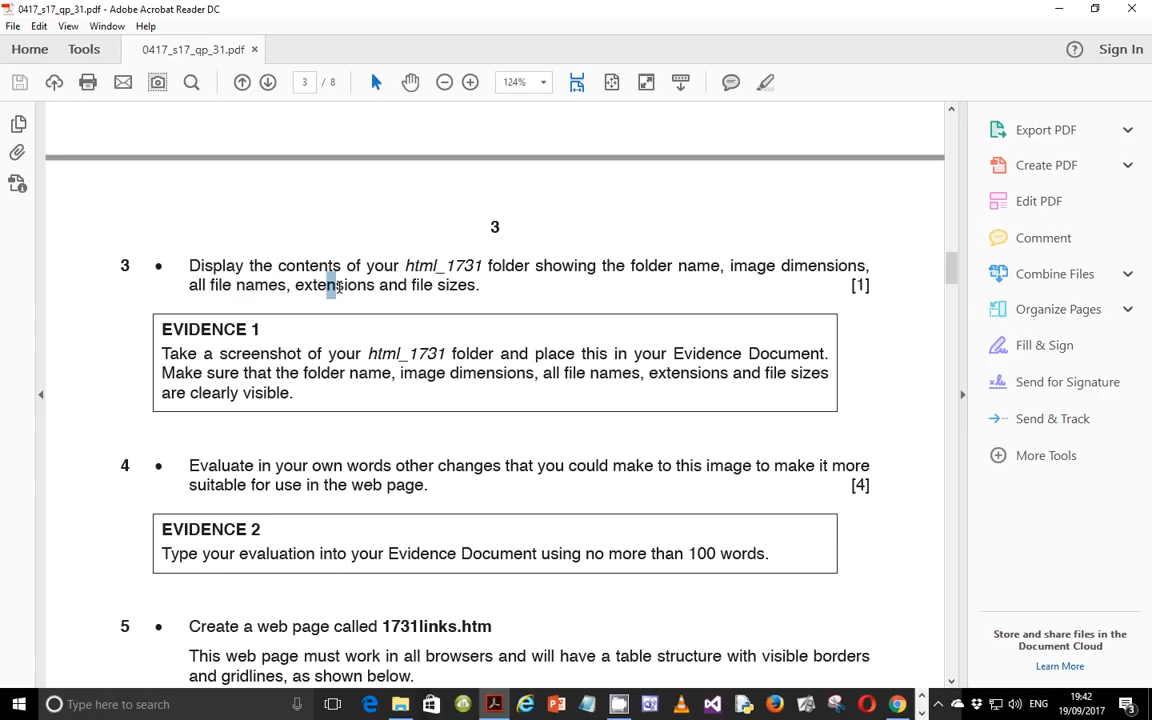 0417_s17_qp_31.pdf - Adobe Acrobat Reader DC
File Edit View Window Help
Home Tools 0417_s17_qp_31.pdf × Sign In
3 / 8 124%
3
3 • Display the contents of your html_1731 folder showing the folder name, image dimensions,
all file names, extensions and file sizes. [1]
EVIDENCE 1
Take a screenshot of your html_1731 folder and place this in your Evidence Document.
Make sure that the folder name, image dimensions, all file names, extensions and file sizes
are clearly visible.
4 • Evaluate in your own words other changes that you could make to this image to make it more
suitable for use in the web page. [4]
EVIDENCE 2
Type your evaluation into your Evidence Document using no more than 100 words.
5 • Create a web page called 1731links.htm
This web page must work in all browsers and will have a table structure with visible borders
and gridlines, as shown below.
Export PDF
Create PDF
Edit PDF
Comment
Combine Files
Organize Pages
Fill & Sign
Send for Signature
Send & Track
More Tools
Store and share files in the
Document Cloud
Learn More
Type here to search
ENG
19:42
19/09/2017
3